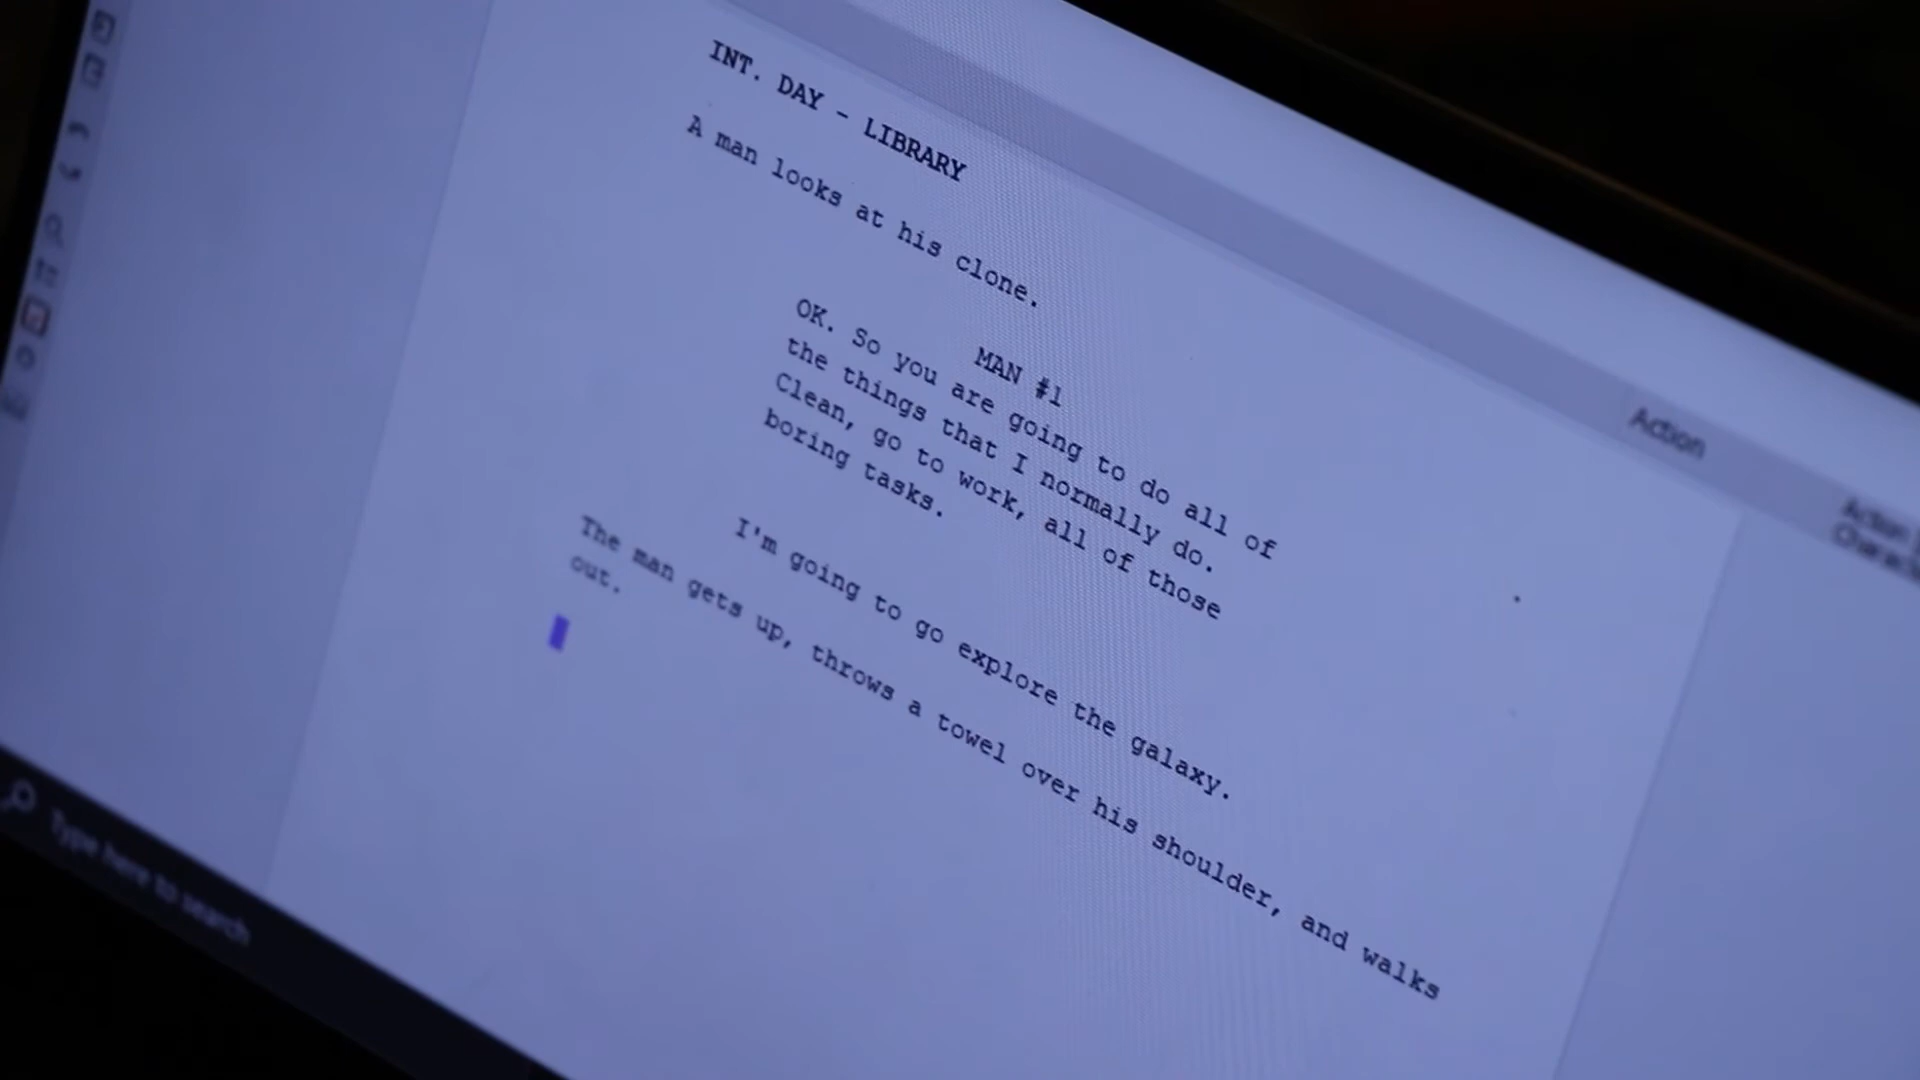 INT. DAY - LIBRARY
A man looks at his clone.
MAN #1
OK. So you are going to do all of
the things that I normally do.
Clean, go to work, all of those
boring tasks.
I'm going to go explore the galaxy.
The man gets up, throws a towel over his shoulder, and walks
out.
Action
Action
Type here to search